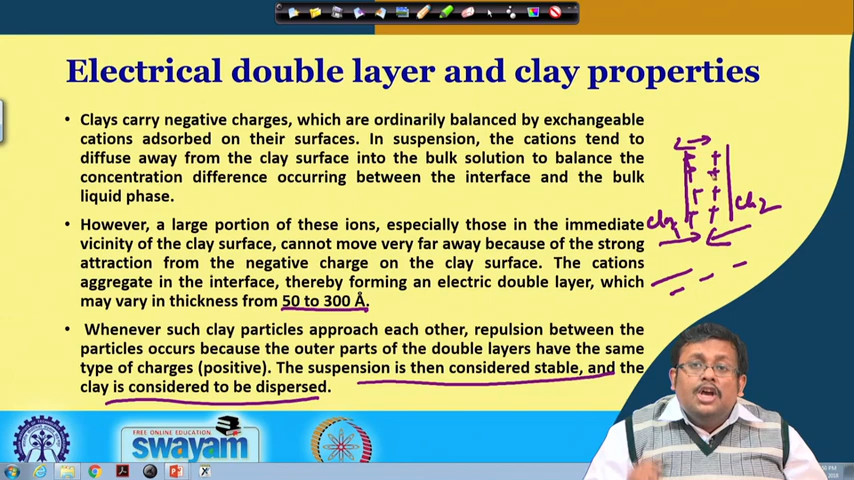 Electrical double layer and clay properties
• Clays carry negative charges, which are ordinarily balanced by exchangeable
cations adsorbed on their surfaces. In suspension, the cations tend to
diffuse away from the clay surface into the bulk solution to balance the
concentration difference occurring between the interface and the bulk
liquid phase.
• However, a large portion of these ions, especially those in the immediate
vicinity of the clay surface, cannot move very far away because of the strong
attraction from the negative charge on the clay surface. The cations
aggregate in the interface, thereby forming an electric double layer, which
may vary in thickness from 50 to 300 Å.
• Whenever such clay particles approach each other, repulsion between the
particles occurs because the outer parts of the double layers have the same
type of charges (positive). The suspension is then considered stable, and the
clay is considered to be dispersed.
FREE ONLINE EDUCATION
swayam